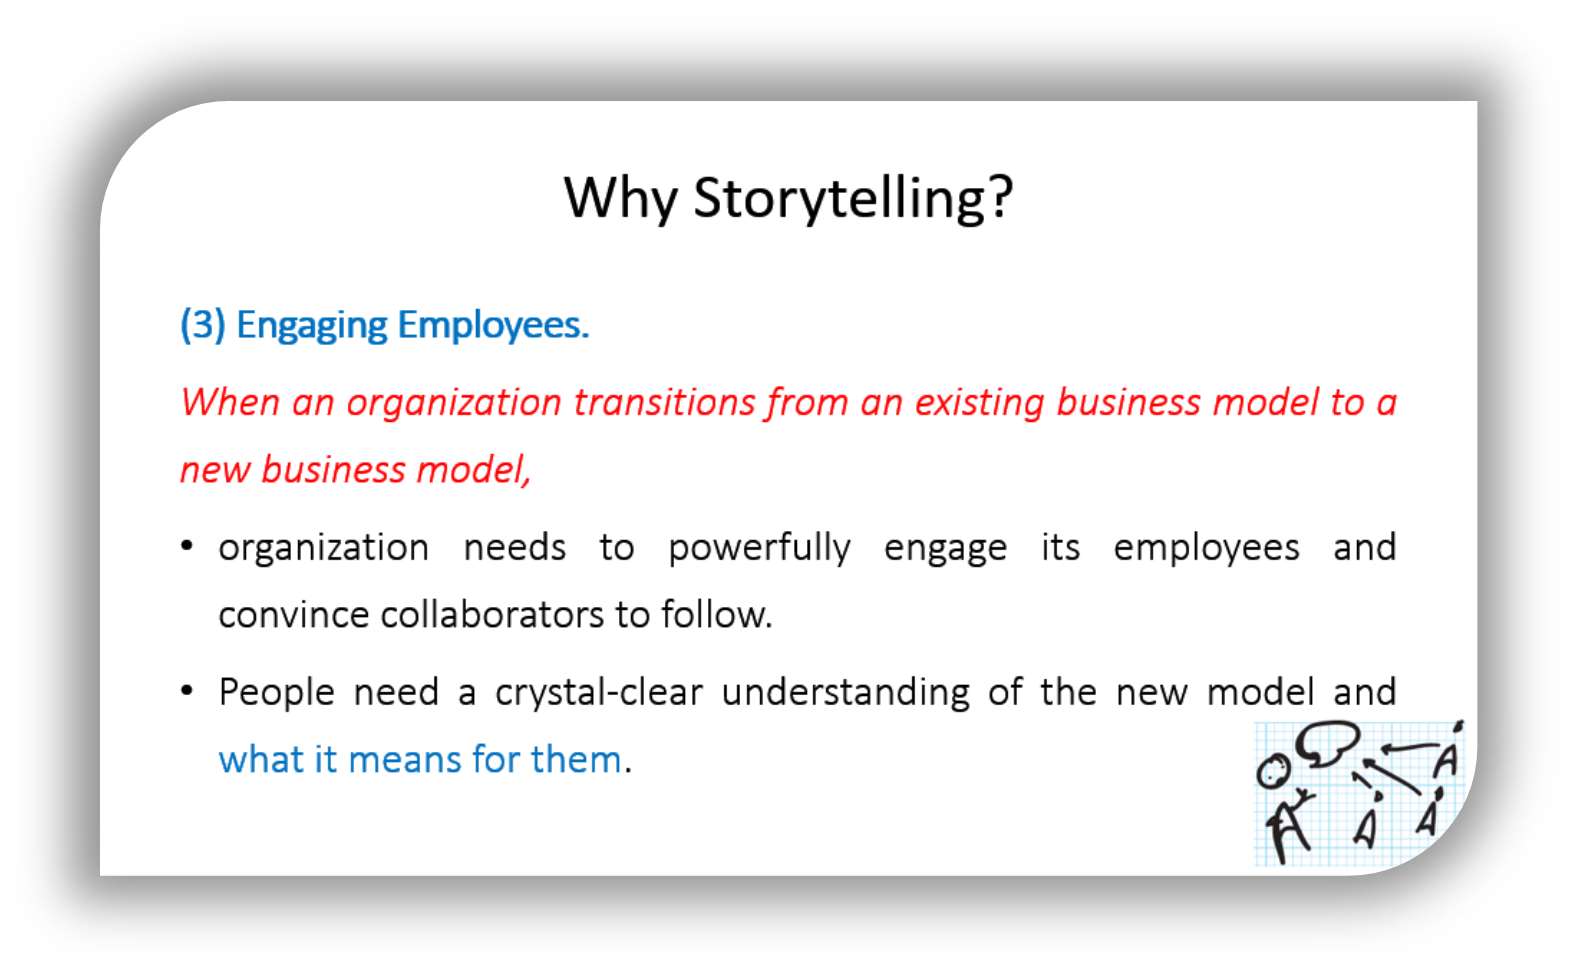 Why Storytelling?
(3) Engaging Employees.
When an organization transitions from an existing business model to a
new business model,
• organization needs to powerfully engage its employees and
convince collaborators to follow.
• People need a crystal-clear understanding of the new model and
what it means for them.